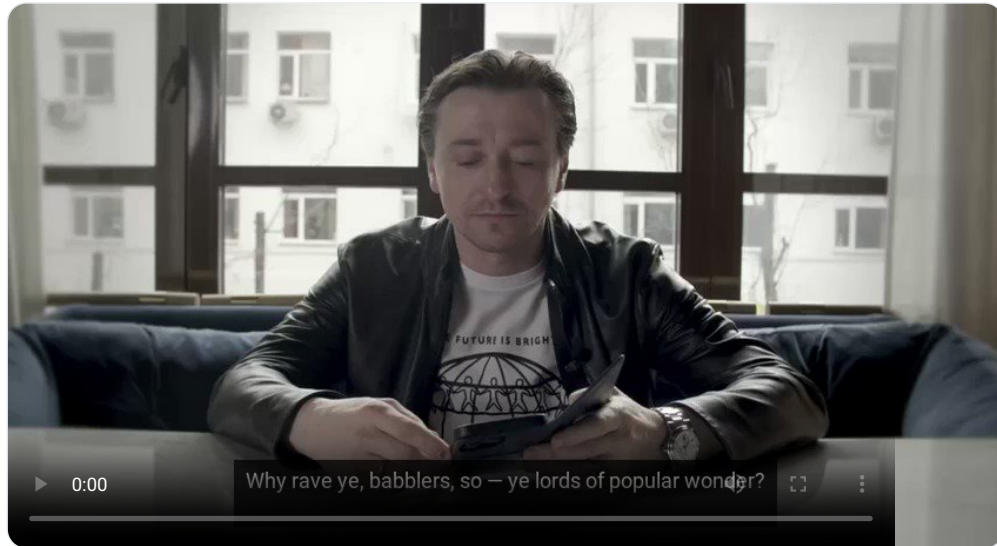 FUTURE IS BRIGHT
0:00
Why rave ye, babblers, so — ye lords of popular wonder?